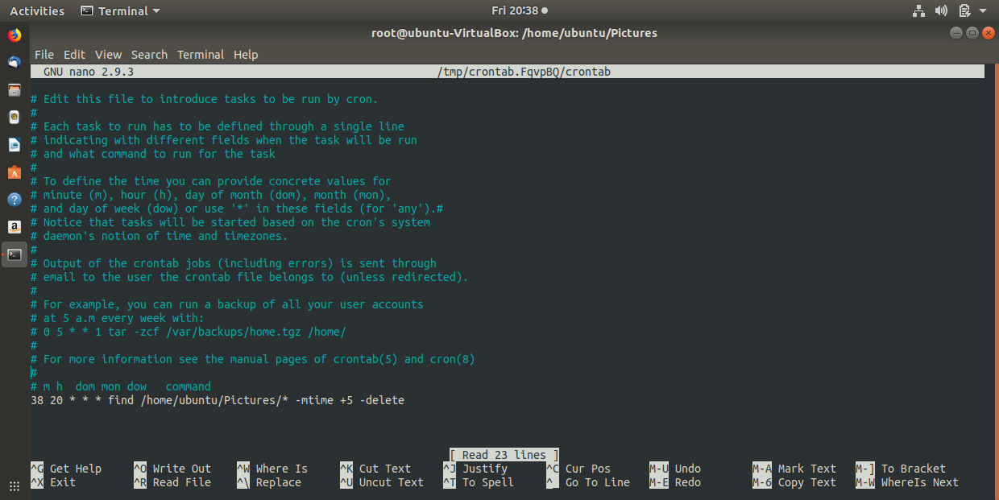 Activities Terminal Fri 20:38
root@ubuntu-VirtualBox: /home/ubuntu/Pictures
File Edit View Search Terminal Help
GNU nano 2.9.3 /tmp/crontab.FqvpBQ/crontab
# Edit this file to introduce tasks to be run by cron.
#
# Each task to run has to be defined through a single line
# indicating with different fields when the task will be run
# and what command to run for the task
#
# To define the time you can provide concrete values for
# minute (m), hour (h), day of month (dom), month (mon),
# and day of week (dow) or use '*' in these fields (for 'any').#
# Notice that tasks will be started based on the cron's system
# daemon's notion of time and timezones.
#
# Output of the crontab jobs (including errors) is sent through
# email to the user the crontab file belongs to (unless redirected).
#
# For example, you can run a backup of all your user accounts
# at 5 a.m every week with:
# 0 5 * * 1 tar -zcf /var/backups/home.tgz /home/
#
# For more information see the manual pages of crontab(5) and cron(8)
#
# m h  dom mon dow   command
38 20 * * * find /home/ubuntu/Pictures/* -mtime +5 -delete
[ Read 23 lines ]
^G Get Help ^O Write Out ^W Where Is ^K Cut Text ^J Justify ^C Cur Pos M-U Undo M-A Mark Text M-] To Bracket
^X Exit ^R Read File ^\ Replace ^U Uncut Text ^T To Spell ^_ Go To Line M-E Redo M-6 Copy Text M-W WhereIs Next